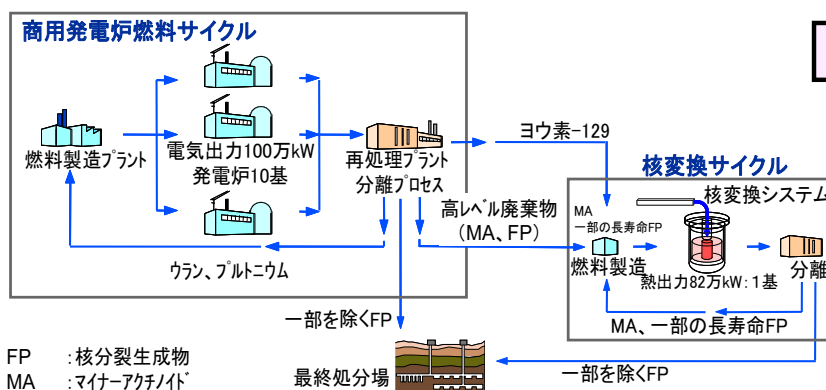 商用発電炉燃料サイクル
燃料製造プラント
電気出力100万kW
発電炉10基
再処理プラント
分離プロセス
ウラン、プルトニウム
ヨウ素-129
高レベル廃棄物
(MA、FP)
核変換サイクル
核変換システム
MA
一部の長寿命FP
燃料製造
熱出力82万kW:1基
分離
MA、一部の長寿命FP
一部を除くFP
最終処分場
一部を除くFP
FP :核分裂生成物
MA :マイナーアクチノイド